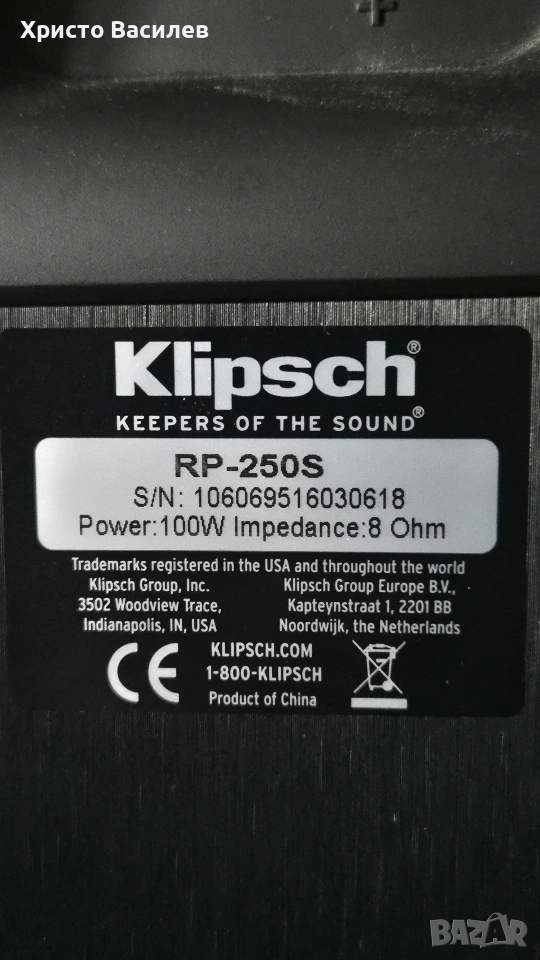 Христо Василев
+
Klipsch®
KEEPERS OF THE SOUND®
RP-250S
S/N: 106069516030618
Power:100W Impedance:8 Ohm
Trademarks registered in the USA and throughout the world
Klipsch Group, Inc.
3502 Woodview Trace,
Indianapolis, IN, USA
Klipsch Group Europe B.V.,
Kapteynstraat 1, 2201 BB
Noordwijk, the Netherlands
CE
KLIPSCH.COM
1-800-KLIPSCH
Product of China
BAZAR